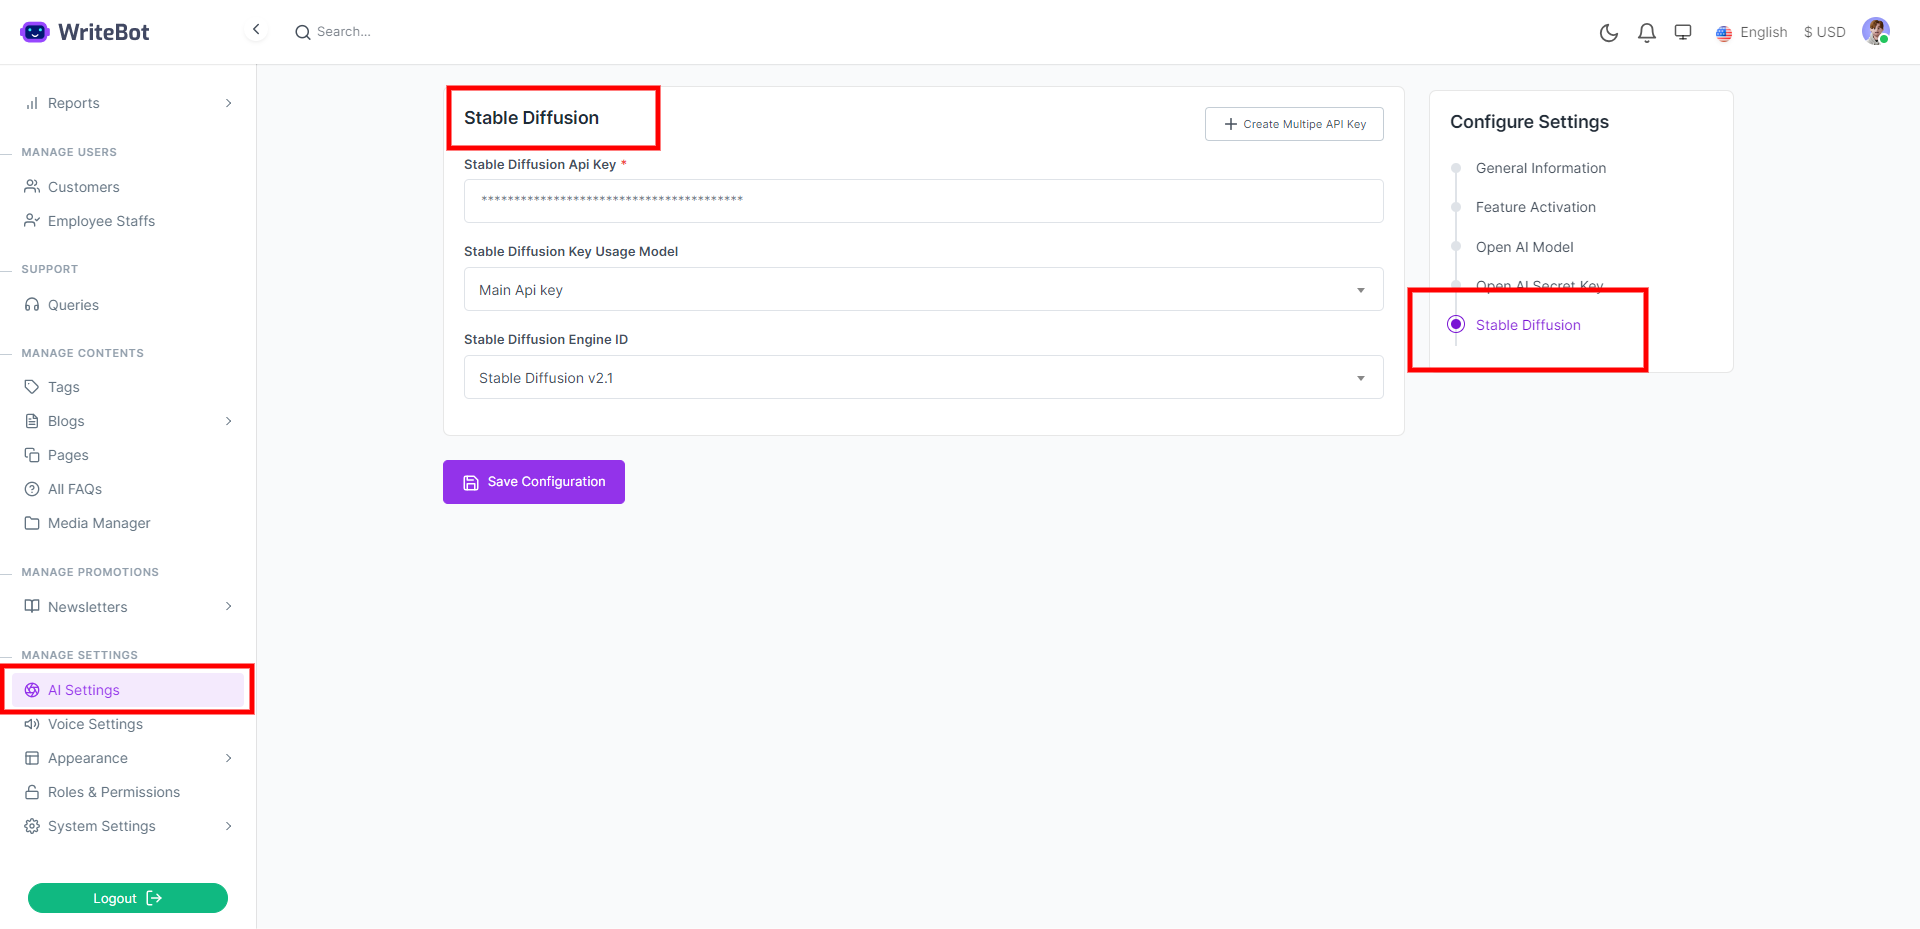 WriteBot
Search...
English
$ USD
Reports
MANAGE USERS
Customers
Employee Staffs
SUPPORT
Queries
MANAGE CONTENTS
Tags
Blogs
Pages
All FAQs
Media Manager
MANAGE PROMOTIONS
Newsletters
MANAGE SETTINGS
AI Settings
Voice Settings
Appearance
Roles & Permissions
System Settings
Logout
Stable Diffusion
Create Multipe API Key
Stable Diffusion Api Key *
****************************************
Stable Diffusion Key Usage Model
Main Api key
Stable Diffusion Engine ID
Stable Diffusion v2.1
Save Configuration
Configure Settings
General Information
Feature Activation
Open AI Model
Open AI Secret Key
Stable Diffusion